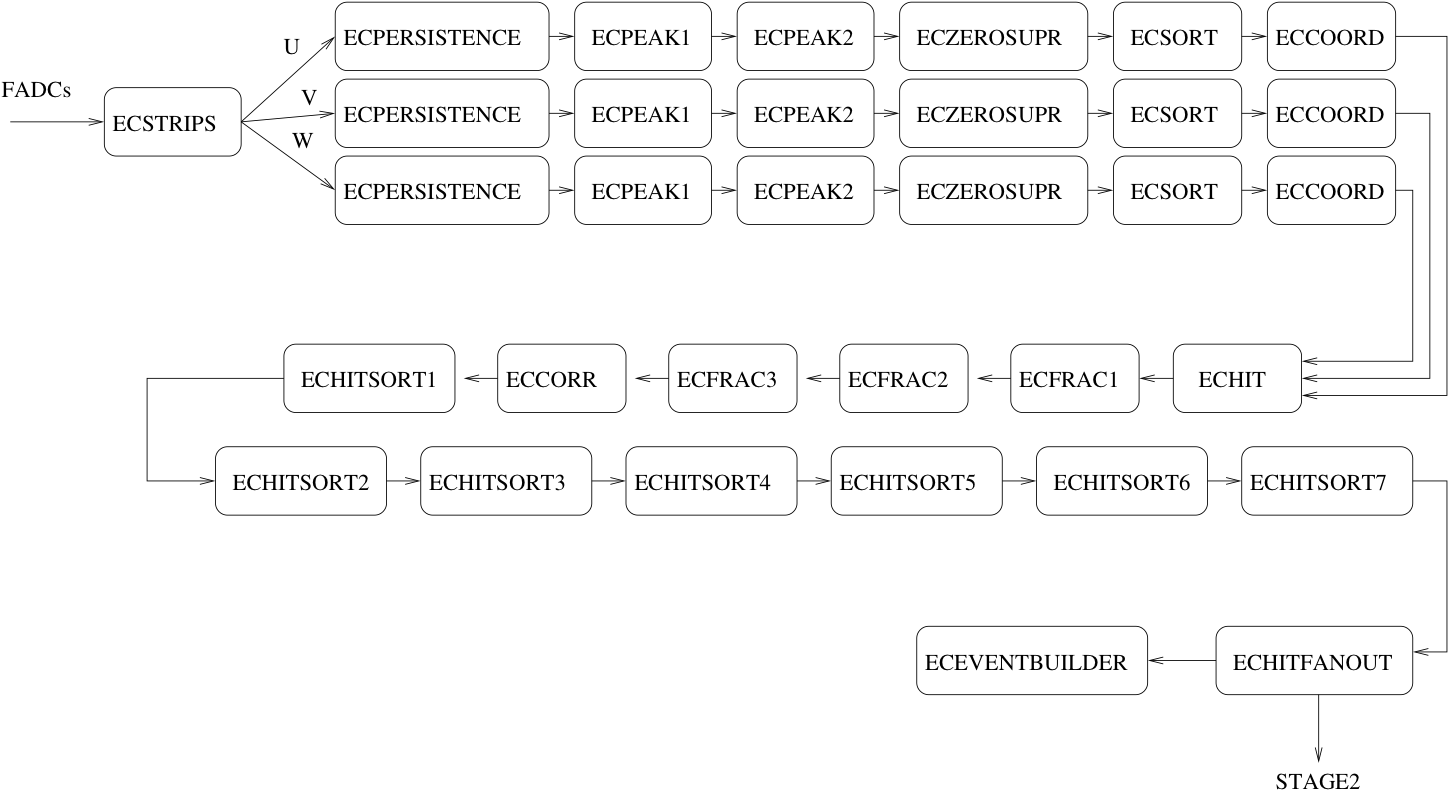 U
ECPERSISTENCE ECPEAK1 ECPEAK2 ECZEROSUPR ECSORT ECCOORD
FADCs
ECSTRIPS
V
ECPERSISTENCE ECPEAK1 ECPEAK2 ECZEROSUPR ECSORT ECCOORD
W
ECPERSISTENCE ECPEAK1 ECPEAK2 ECZEROSUPR ECSORT ECCOORD
ECHITSORT1 ECCORR ECFRAC3 ECFRAC2 ECFRAC1 ECHIT
ECHITSORT2 ECHITSORT3 ECHITSORT4 ECHITSORT5 ECHITSORT6 ECHITSORT7
ECEVENTBUILDER ECHITFANOUT
STAGE2